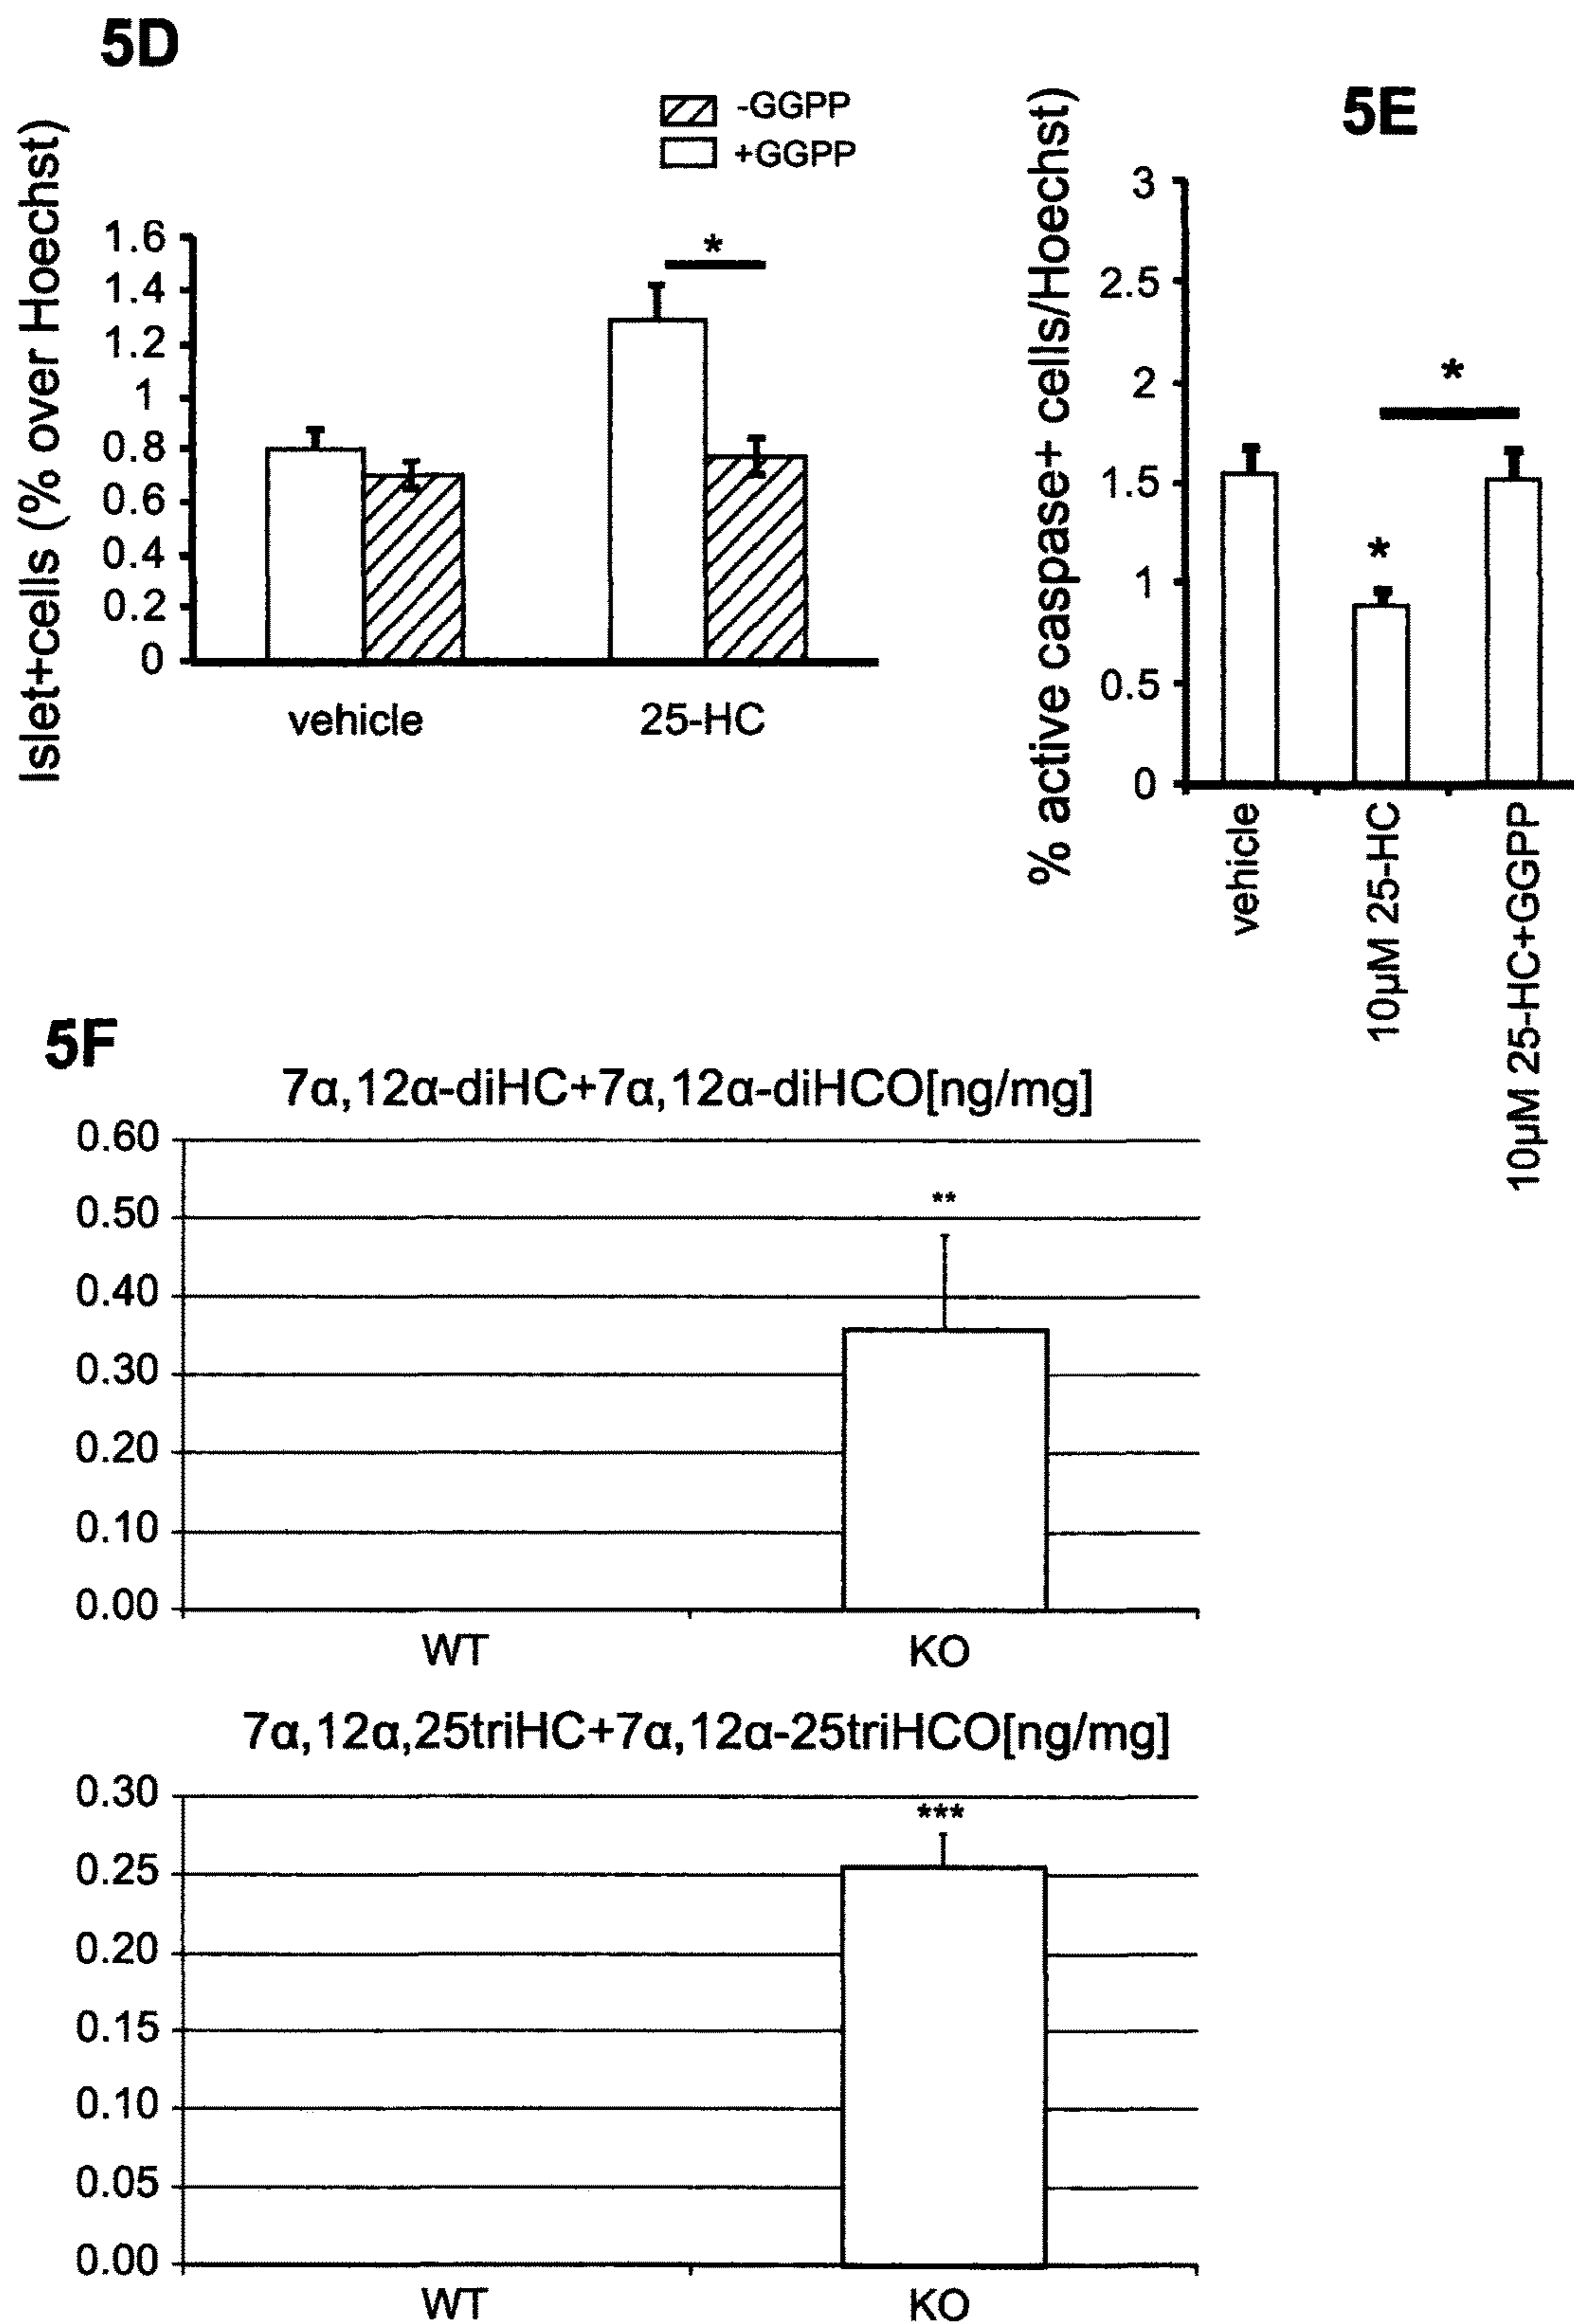 5D
-GGPP
+GGPP
Islet+cells (% over Hoechst)
1.6
1.4
1.2
1
0.8
0.6
0.4
0.2
0
*
vehicle
25-HC
5E
% active caspase+ cells/Hoechst)
3
2.5
2
1.5
1
0.5
0
*
*
vehicle
10µM 25-HC
10µM 25-HC+GGPP
5F
7α,12α-diHC+7α,12α-diHCO[ng/mg]
0.60
0.50
0.40
0.30
0.20
0.10
0.00
**
WT
KO
7α,12α,25triHC+7α,12α-25triHCO[ng/mg]
0.30
0.25
0.20
0.15
0.10
0.05
0.00
***
WT
KO